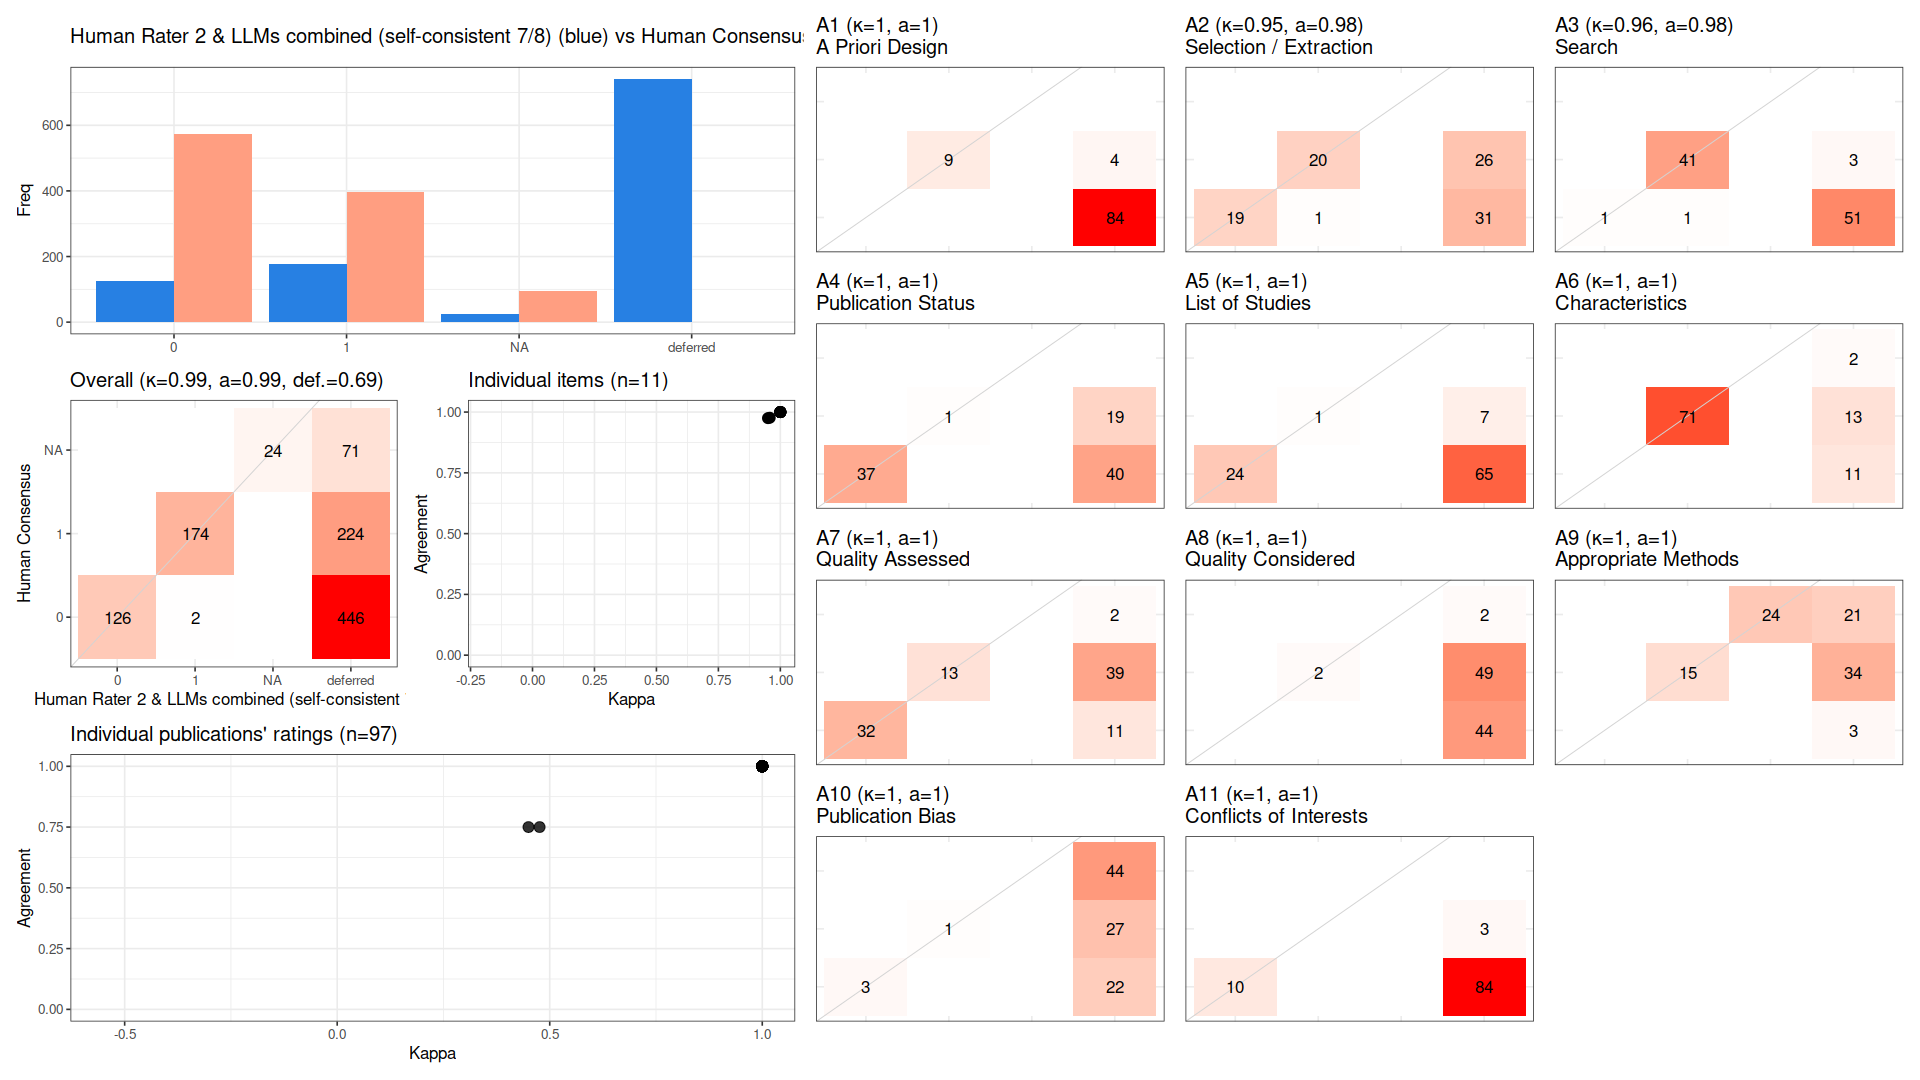 Human Rater 2 & LLMs combined (self-consistent 7/8) (blue) vs Human Consensu
Freq
600
400
200
0
0 1 NA deferred
Overall (κ=0.99, a=0.99, def.=0.69)
Human Consensus
NA
1
0
24 71
174 224
126 2 446
0 1 NA deferred
Human Rater 2 & LLMs combined (self-consistent
Individual items (n=11)
Agreement
1.00
0.75
0.50
0.25
0.00
-0.25 0.00 0.25 0.50 0.75 1.00
Kappa
Individual publications' ratings (n=97)
Agreement
1.00
0.75
0.50
0.25
0.00
-0.5 0.0 0.5 1.0
Kappa
A1 (κ=1, a=1)
A Priori Design
9 4
84
A2 (κ=0.95, a=0.98)
Selection / Extraction
20 26
19 1 31
A3 (κ=0.96, a=0.98)
Search
41 3
1 1 51
A4 (κ=1, a=1)
Publication Status
1 19
37 40
A5 (κ=1, a=1)
List of Studies
1 7
24 65
A6 (κ=1, a=1)
Characteristics
2
71 13
11
A7 (κ=1, a=1)
Quality Assessed
2
13 39
32 11
A8 (κ=1, a=1)
Quality Considered
2
2 49
44
A9 (κ=1, a=1)
Appropriate Methods
24 21
15 34
3
A10 (κ=1, a=1)
Publication Bias
44
1 27
3 22
A11 (κ=1, a=1)
Conflicts of Interests
3
10 84